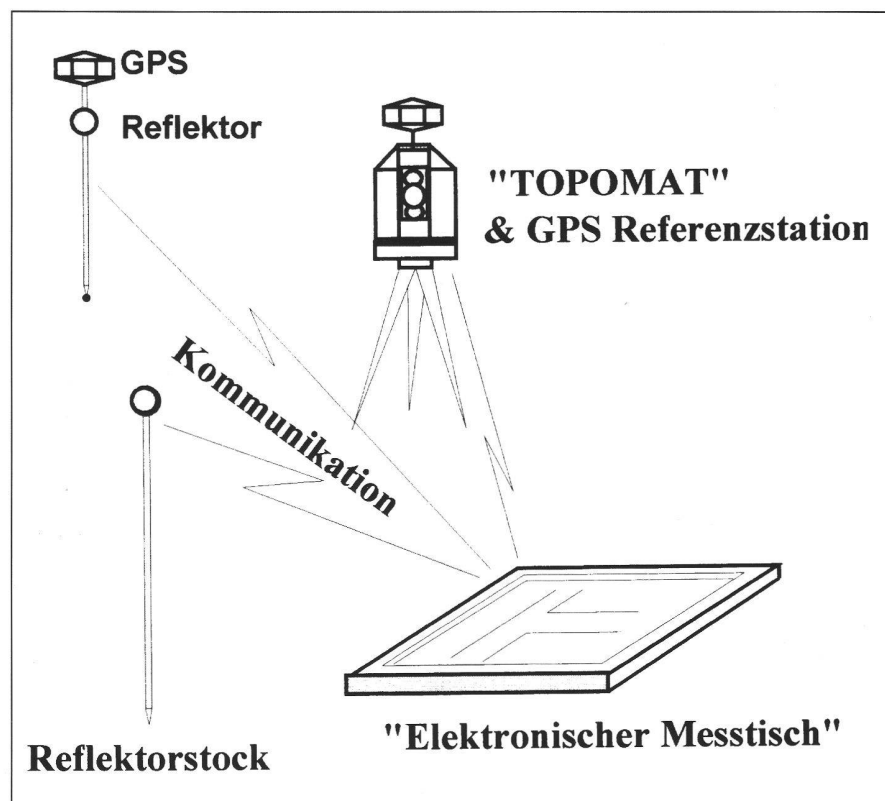 GPS
Reflektor
"TOPOMAT"
& GPS Referenzstation
Kommunikation
"Elektronischer Messtisch"
Reflektorstock